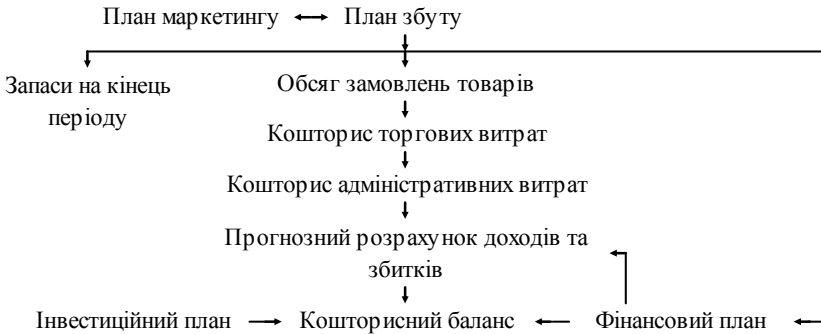 План маркетингу План збуту
Запаси на кінець Обсяг замовлень товарів
періоду
Кошторис торгових витрат
Кошторис адміністративних витрат
Прогнозний розрахунок доходів та
збитків
Інвестиційний план Кошторисний баланс Фінансовий план